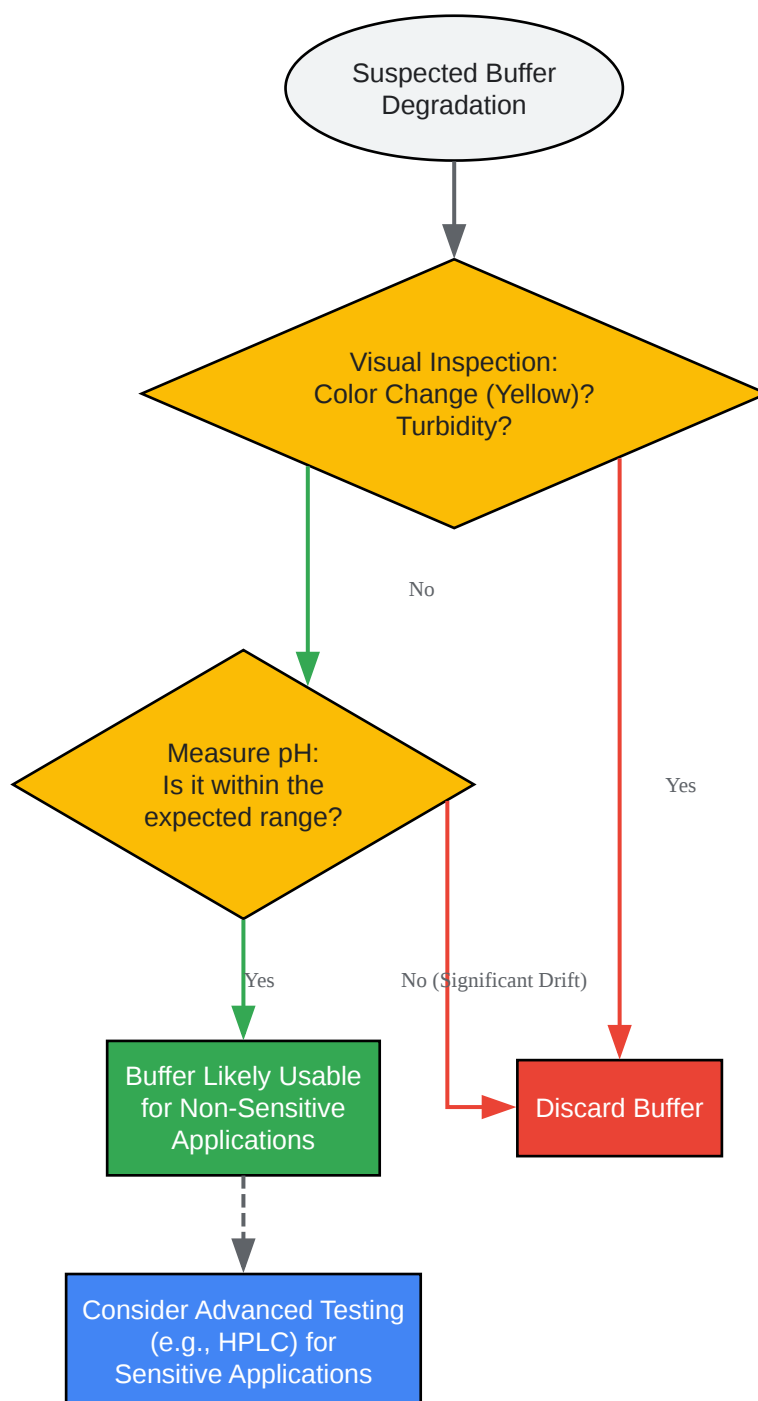 Suspected Buffer
Degradation
Visual Inspection:
Color Change (Yellow)?
Turbidity?
No
Measure pH:
Is it within the
expected range?
Yes
Yes
No (Significant Drift)
Buffer Likely Usable
for Non-Sensitive
Applications
Discard Buffer
Consider Advanced Testing
(e.g., HPLC) for
Sensitive Applications